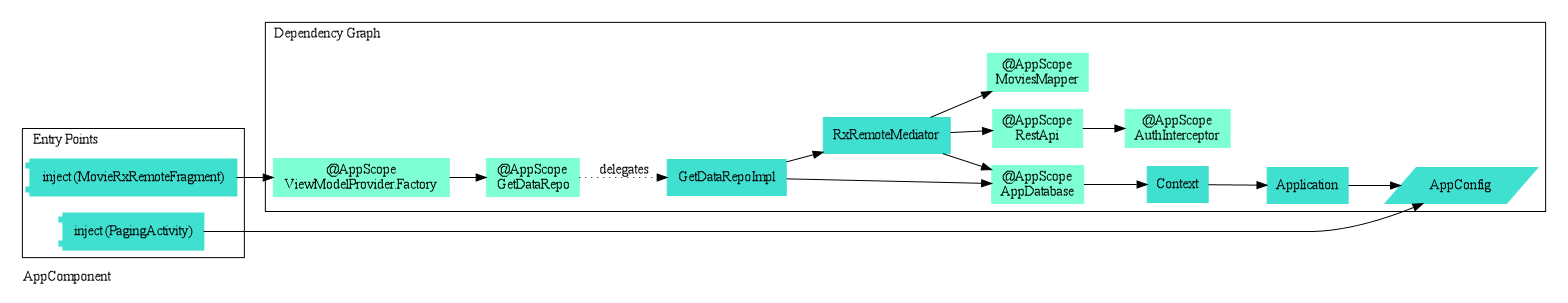 Dependency Graph
@AppScope
MoviesMapper
Entry Points
RxRemoteMediator
@AppScope
RestApi
@AppScope
AuthInterceptor
inject (MovieRxRemoteFragment)
@AppScope
ViewModelProvider.Factory
@AppScope
GetDataRepo
delegates
GetDataRepoImpl
@AppScope
AppDatabase
Context
Application
AppConfig
inject (PagingActivity)
AppComponent